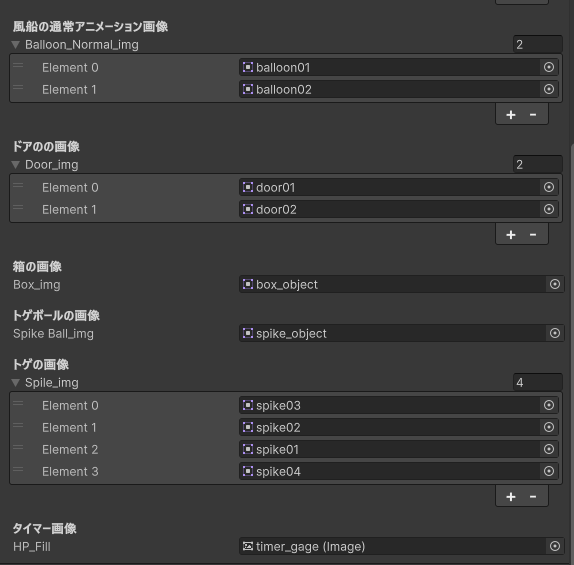 風船の通常アニメーション画像
Balloon_Normal_img 2
Element 0 balloon01
Element 1 balloon02
+ -
ドアのの画像
Door_img 2
Element 0 door01
Element 1 door02
+ -
箱の画像
Box_img box_object
トゲボールの画像
Spike Ball_img spike_object
トゲの画像
Spile_img 4
Element 0 spike03
Element 1 spike02
Element 2 spike01
Element 3 spike04
+ -
タイマー画像
HP_Fill timer_gage (Image)